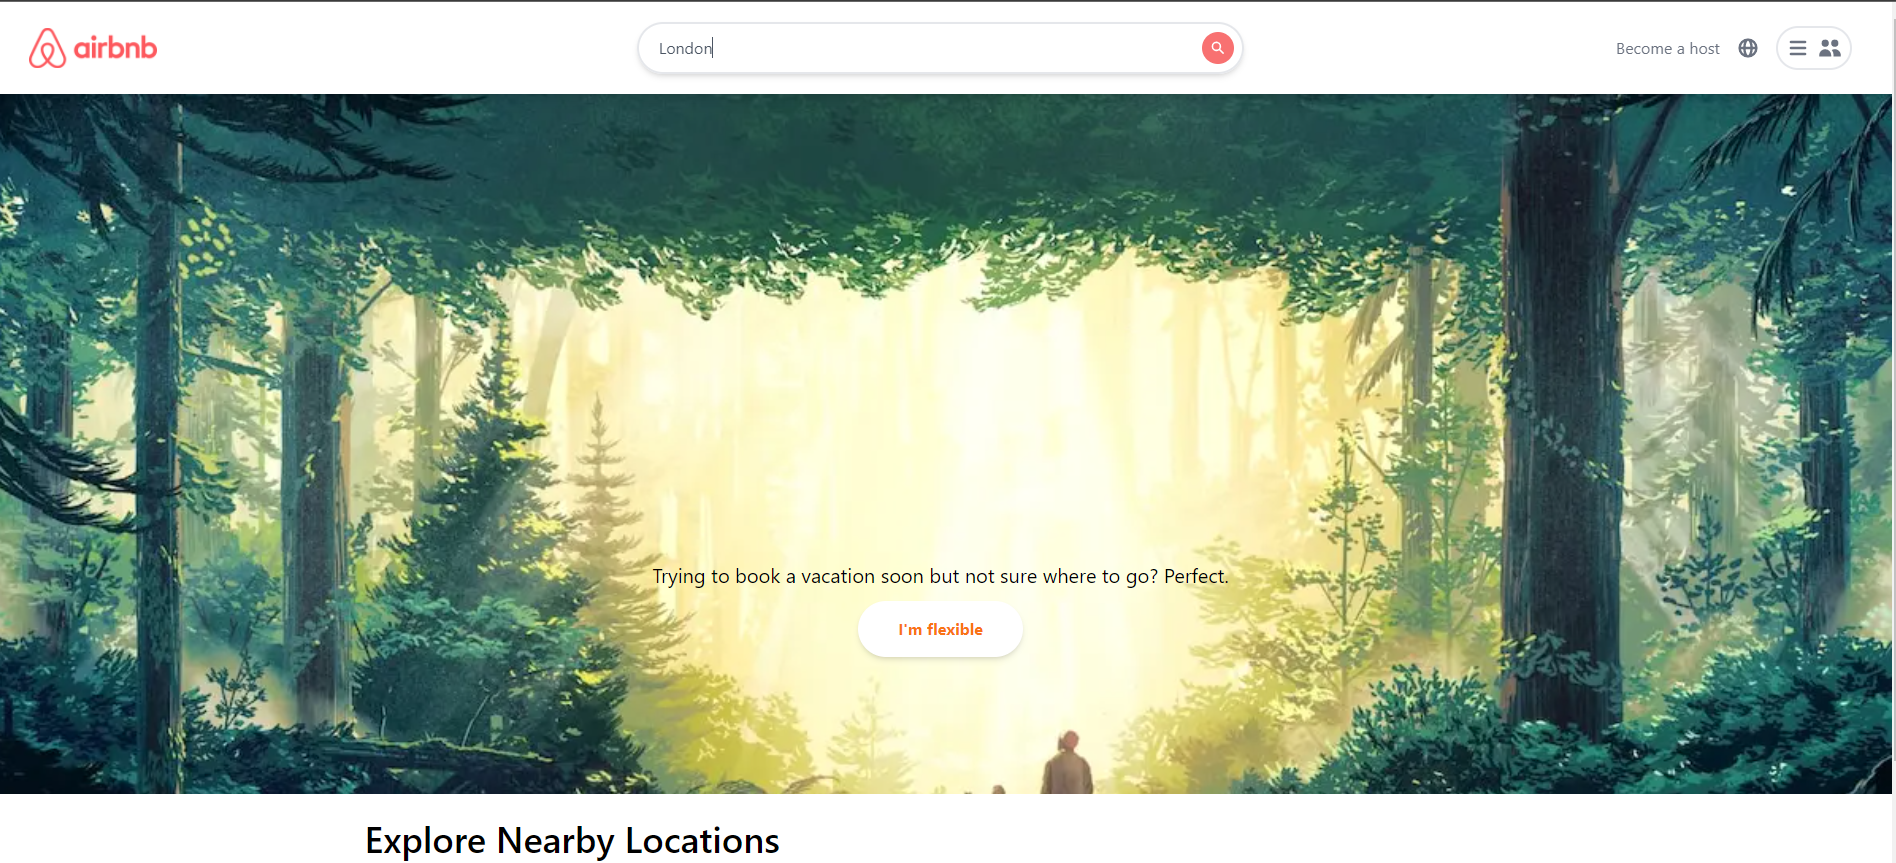 airbnb
London
Become a host
Trying to book a vacation soon but not sure where to go? Perfect.
I'm flexible
Explore Nearby Locations